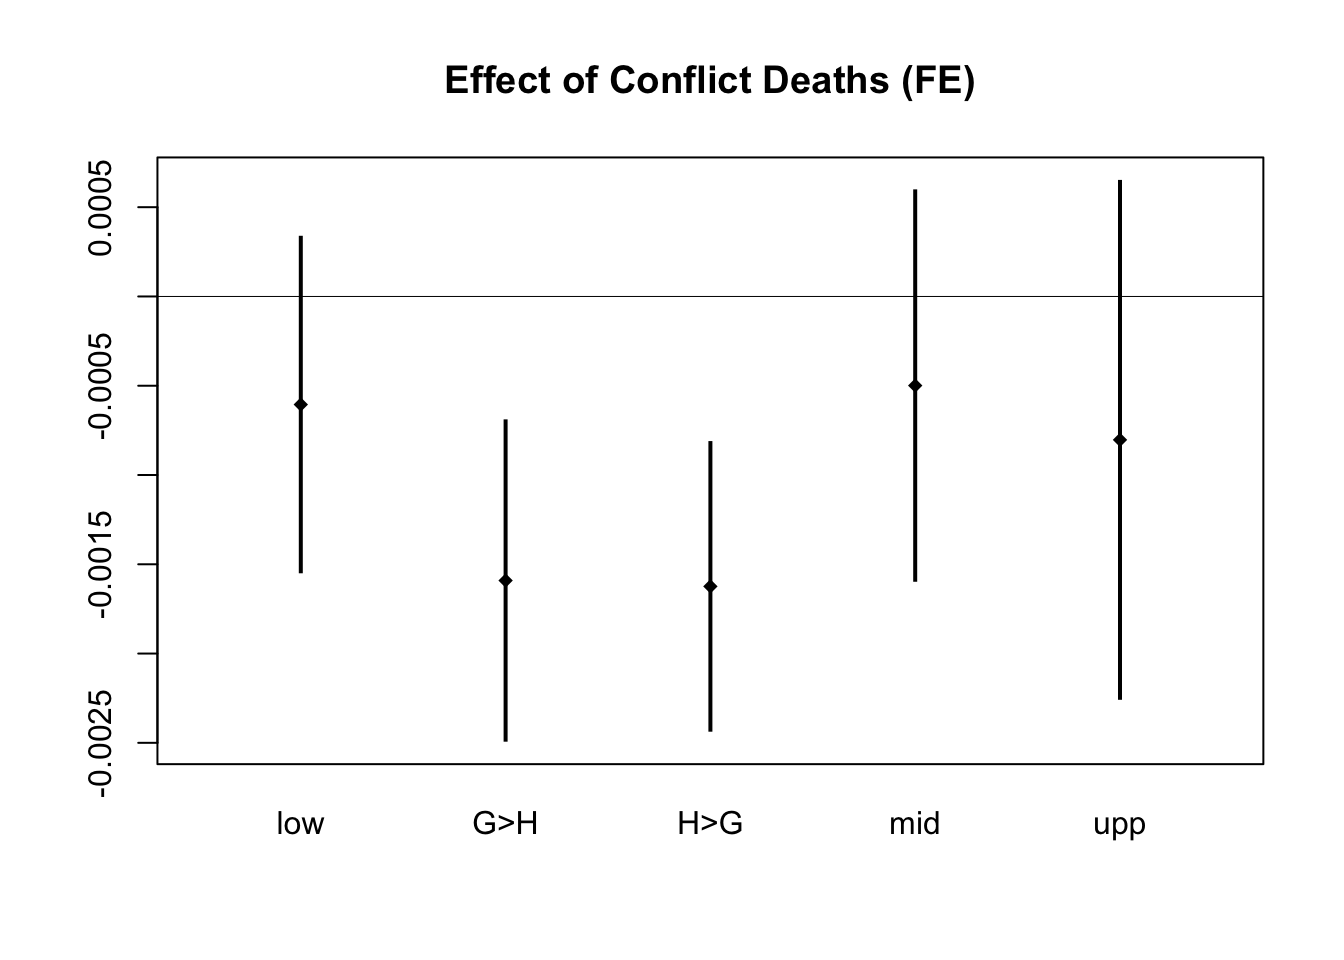 Effect of Conflict Deaths (FE)
0.0005
-0.0005
-0.0015
-0.0025
low G>H H>G mid upp